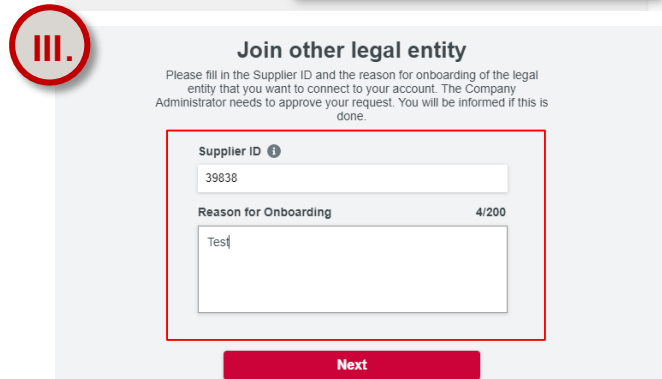 III.
Join other legal entity
Please fill in the Supplier ID and the reason for onboarding of the legal
entity that you want to connect to your account. The Company
Administrator needs to approve your request. You will be informed if this is
done.
Supplier ID
39838
Reason for Onboarding 4/200
Test
Next